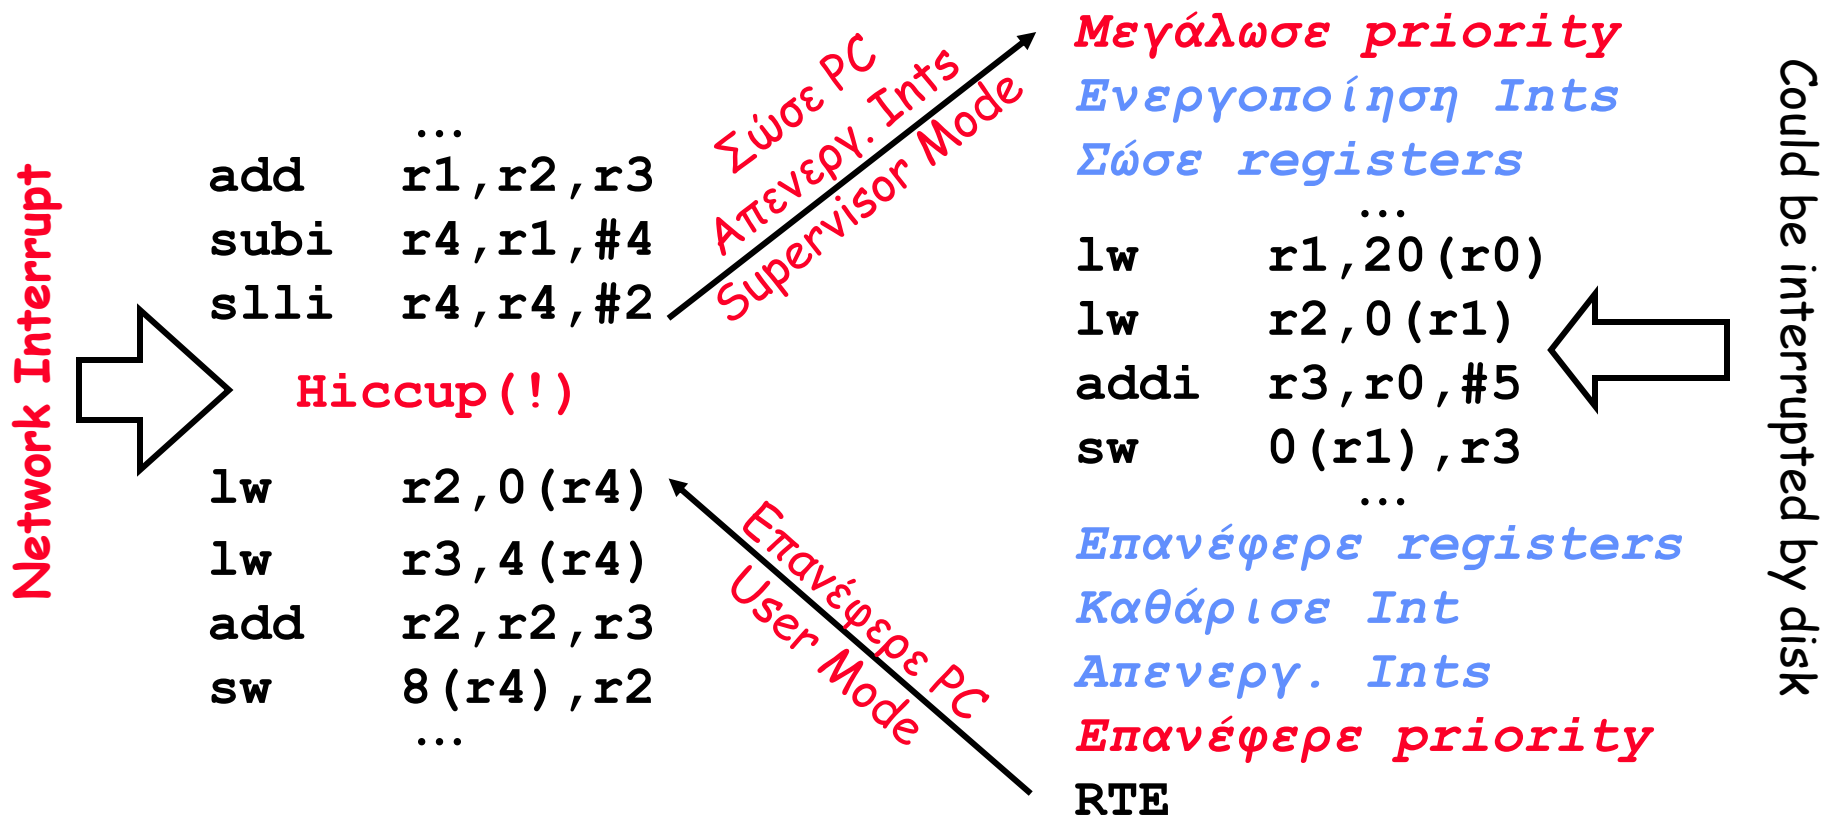 Network Interrupt
...
add r1,r2,r3
subi r4,r1,#4
slli r4,r4,#2
Hiccup(!)
lw r2,0(r4)
lw r3,4(r4)
add r2,r2,r3
sw 8(r4),r2
...
Σώσε PC
Απενεργ. Ints
Supervisor Mode
Επανέφερε PC
User Mode
Μεγάλωσε priority
Ενεργοποίηση Ints
Σώσε registers
...
lw r1,20(r0)
lw r2,0(r1)
addi r3,r0,#5
sw 0(r1),r3
...
Επανέφερε registers
Καθάρισε Int
Απενεργ. Ints
Επανέφερε priority
RTE
Could be interrupted by disk